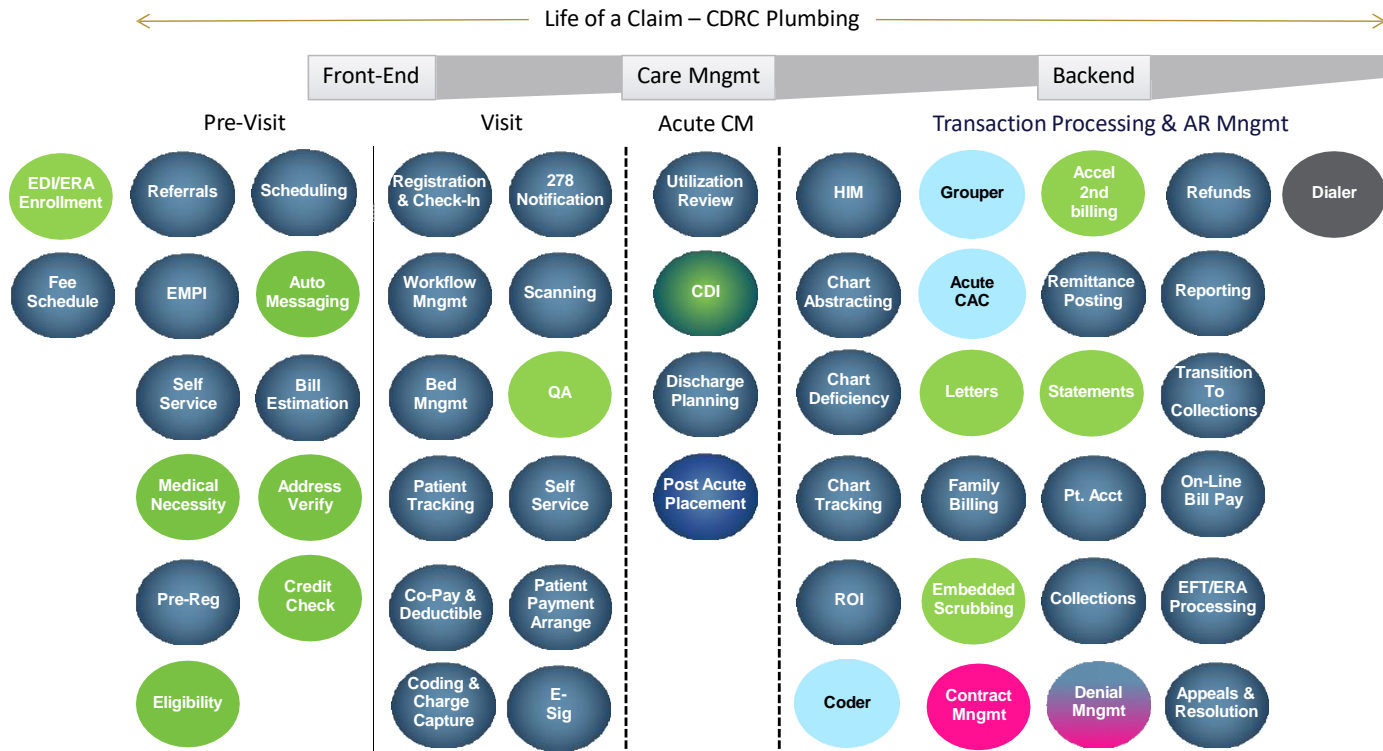 Life of a Claim – CDRC Plumbing
Front-End
Care Mngmt
Backend
Pre-Visit
Visit
Acute CM
Transaction Processing & AR Mngmt
EDI/ERA
Enrollment
Referrals
Scheduling
Registration
& Check-In
278
Notification
Utilization
Review
HIM
Grouper
Accel
2nd
billing
Refunds
Dialer
Fee
Schedule
EMPI
Auto
Messaging
Workflow
Mngmt
Scanning
CDI
Chart
Abstracting
Acute
CAC
Remittance
Posting
Reporting
Self
Service
Bill
Estimation
Bed
Mngmt
QA
Discharge
Planning
Chart
Deficiency
Letters
Statements
Transition
To
Collections
Medical
Necessity
Address
Verify
Patient
Tracking
Self
Service
Post Acute
Placement
Chart
Tracking
Family
Billing
Pt. Acct
On-Line
Bill Pay
Pre-Reg
Credit
Check
Co-Pay &
Deductible
Patient
Payment
Arrange
ROI
Embedded
Scrubbing
Collections
EFT/ERA
Processing
Eligibility
Coding &
Charge
Capture
E-
Sig
Coder
Contract
Mngmt
Denial
Mngmt
Appeals &
Resolution